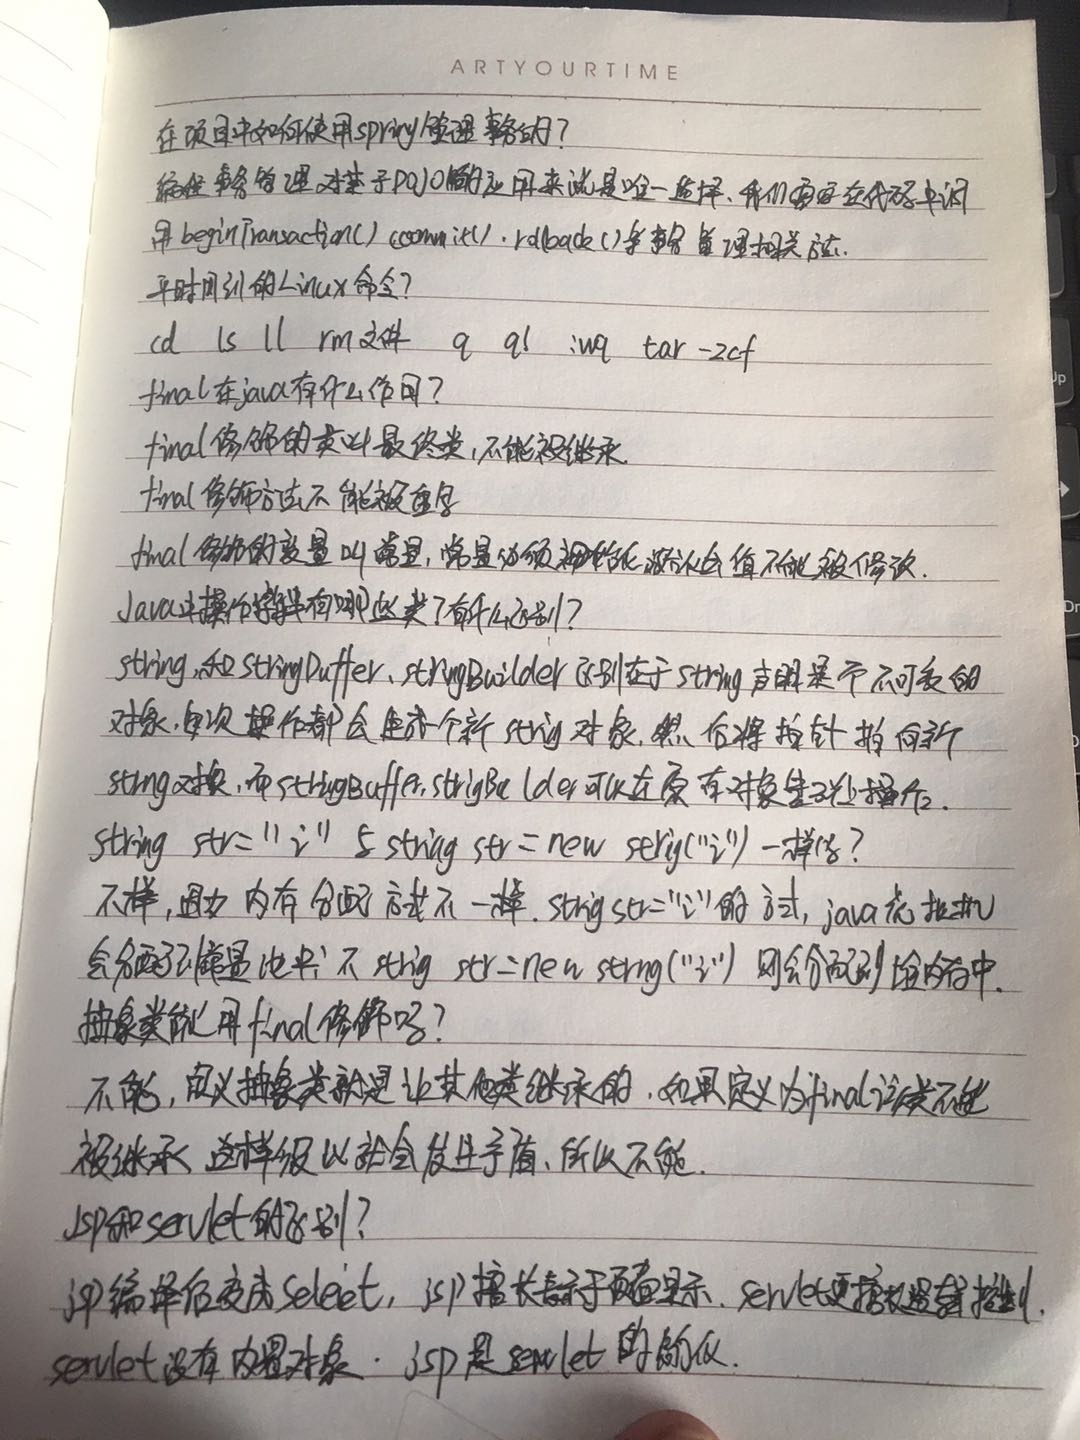 ARTYOURTIME
在项目中如何使用spring管理事务的?
编程事务管理对基于POJO的应用来说是唯一选择、我们需要在代码中调
用beginTransaction() commit()、rollback()等事务管理相关方法.
平时用到的Linux命令?
cd ls ll rm文件 q q! :wq tar -zcf
final在java有什么作用?
final修饰的类叫最终类,不能被继承
final修饰方法不能被重写
final修饰的变量叫常量,常量必须初始化 值不能被修改.
Java中操作字符串有哪些类?有什么区别?
string,和stringBuffer、stringBuilder区别在于string声明是个不可变的
对象,每次操作都会生成个新string对象,然后将指针指向新
string对象,而stringBuffer,strigBuilder可以在原有对象 操作.
string str="i" 与 string str=new strig("i")一样吗?
不样,因为内存分配方式不一样.strig str="i"的方式,java虚拟机
会分配到常量池中;不strig str=new strng("i") 则会分配到堆内存中.
抽象类能用final修饰吗?
不能,定义抽象类就是让其他类继承的.如果定义为final该类不能
被继承 这样 会发生矛盾、所以不能.
Jsp和servlet的区别?
jsp编译后变成 , jsp擅长表示于页面显示.servlet更擅长逻辑控制.
servlet没有内置对象.jsp是servlet的简化.